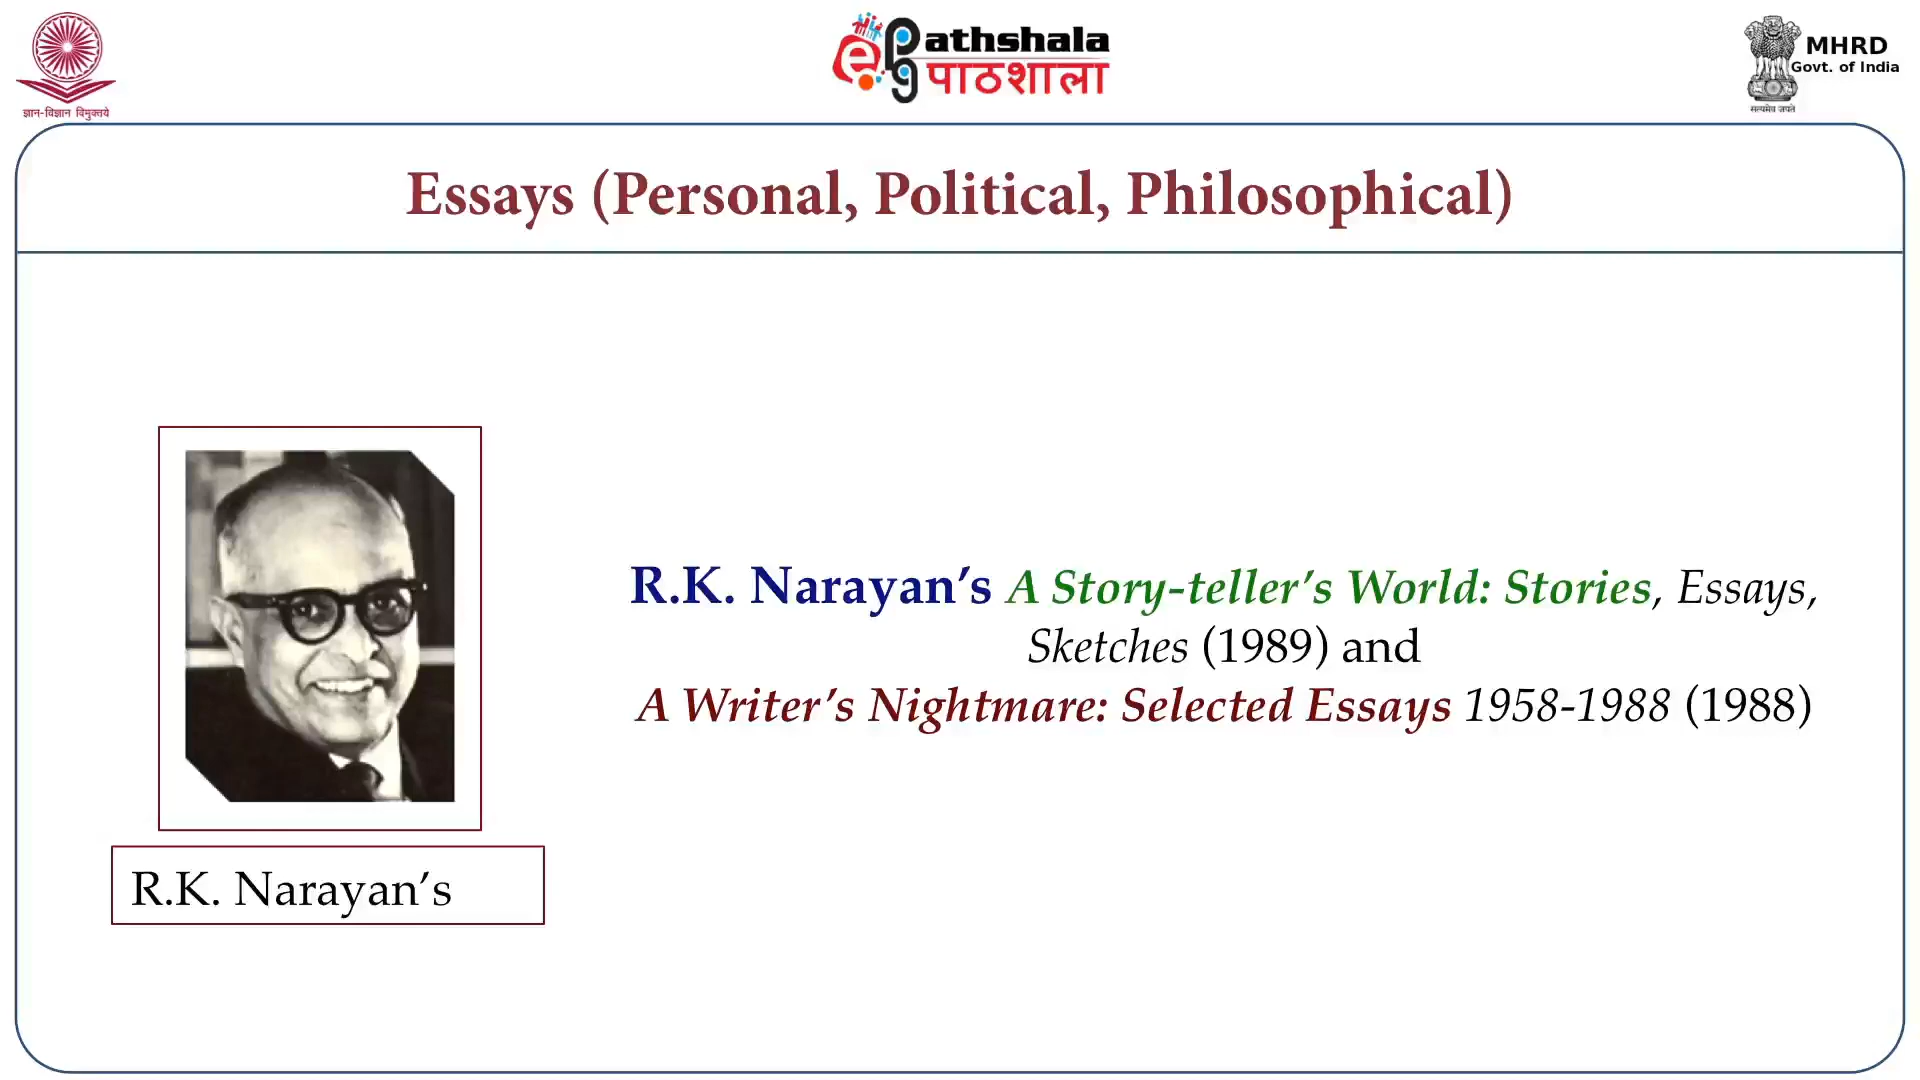 ज्ञान-विज्ञान विमुक्तये
ePathshala
पाठशाला
MHRD
Govt. of India
सत्यमेव जयते
Essays (Personal, Political, Philosophical)
R.K. Narayan’s A Story-teller’s World: Stories, Essays,
Sketches (1989) and
A Writer’s Nightmare: Selected Essays 1958-1988 (1988)
R.K. Narayan’s